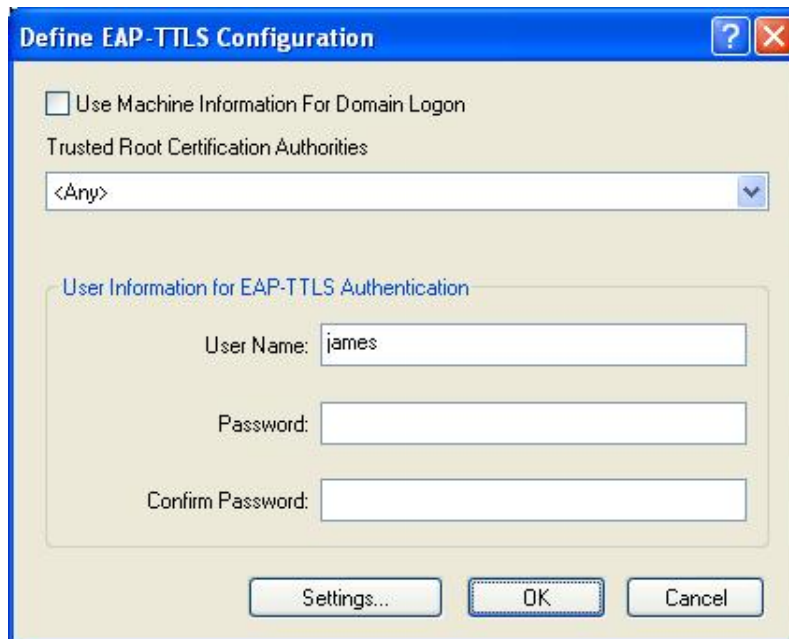 Define EAP-TTLS Configuration
?
Use Machine Information For Domain Logon
Trusted Root Certification Authorities
<Any>
User Information for EAP-TTLS Authentication
User Name: james
Password:
Confirm Password:
Settings... OK Cancel